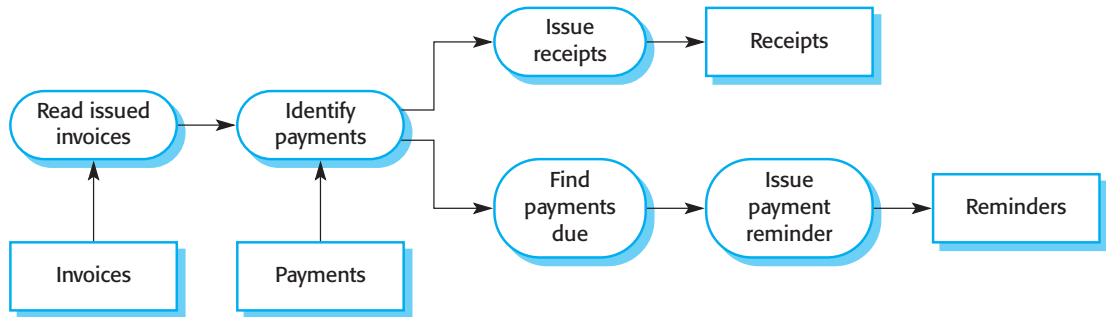 Issue
receipts
Receipts
Read issued
invoices
Identify
payments
Find
payments
due
Issue
payment
reminder
Reminders
Invoices
Payments